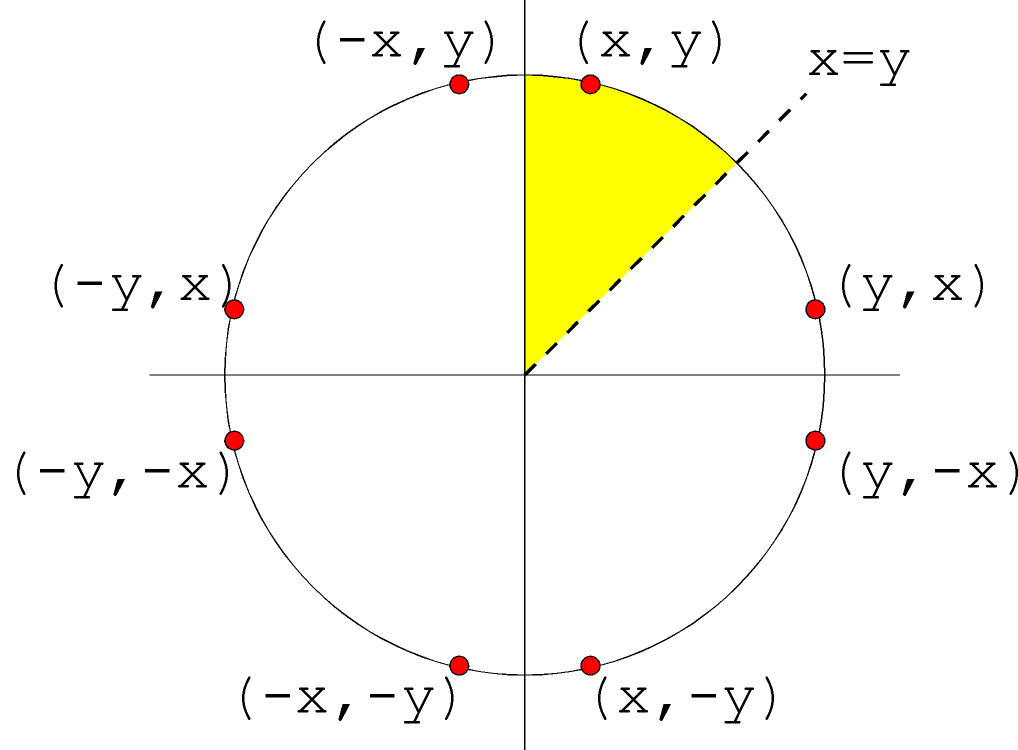 (-x,y)
(x,y)
x=y
(-y,x)
(y,x)
(-y,-x)
(y,-x)
(-x,-y)
(x,-y)